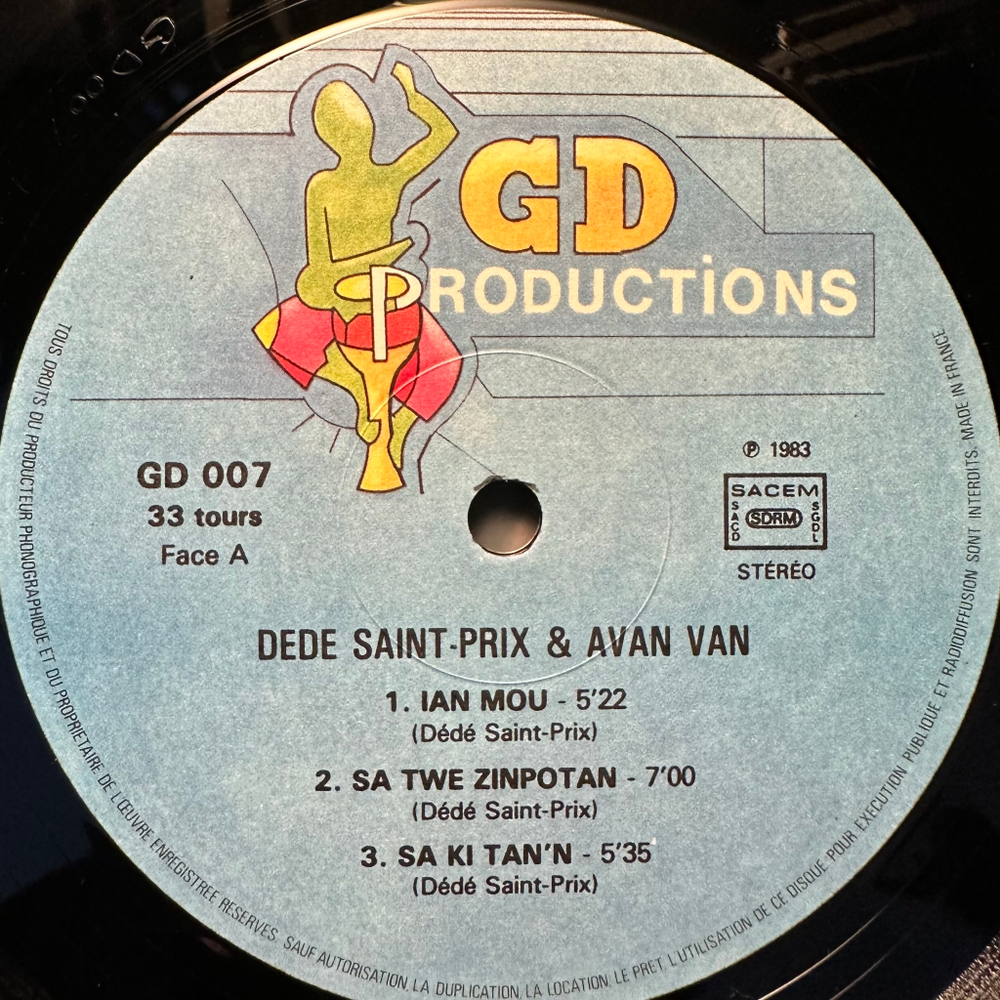 GD 007
GD
PRODUCTIONS
GD 007
33 tours
Face A
℗ 1983
SACEM
SACD
SDRM
SGDL
STÉRÉO
DEDE SAINT-PRIX & AVAN VAN
1. IAN MOU - 5'22
(Dédé Saint-Prix)
2. SA TWE ZINPOTAN - 7'00
(Dédé Saint-Prix)
3. SA KI TAN'N - 5'35
(Dédé Saint-Prix)
TOUS DROITS DU PRODUCTEUR PHONOGRAPHIQUE ET DU PROPRIETAIRE DE L'ŒUVRE ENREGISTREE RESERVES. SAUF AUTORISATION, LA DUPLICATION, LA LOCATION, LE PRET L'UTILISATION DE CE DISQUE POUR EXECUTION PUBLIQUE ET RADIODIFFUSION SONT INTERDITS. MADE IN FRANCE